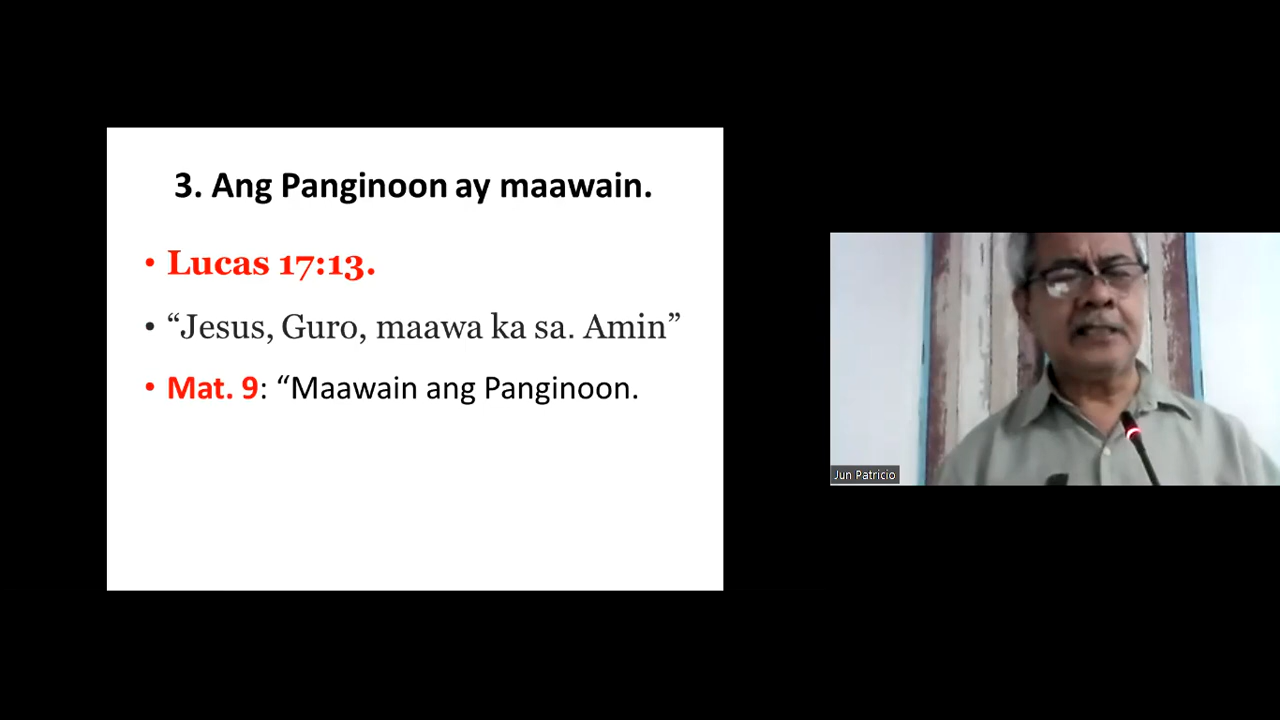 3. Ang Panginoon ay maawain.
• Lucas 17:13.
• “Jesus, Guro, maawa ka sa. Amin”
• Mat. 9: “Maawain ang Panginoon.
Jun Patricio